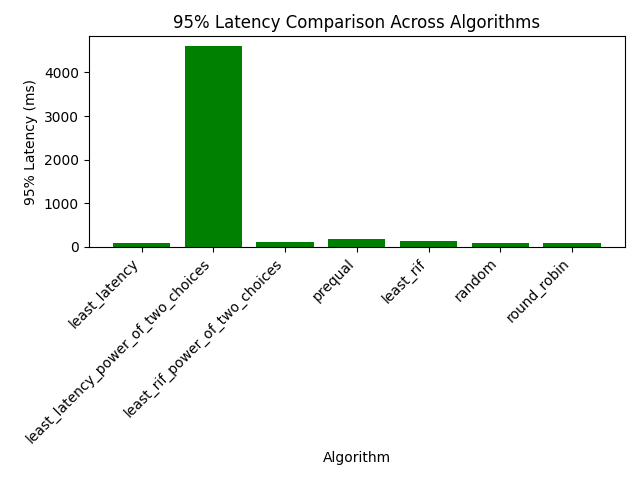 95% Latency Comparison Across Algorithms
95% Latency (ms)
4000
3000
2000
1000
0
least_latency
least_latency_power_of_two_choices
least_rif_power_of_two_choices
prequal
least_rif
random
round_robin
Algorithm